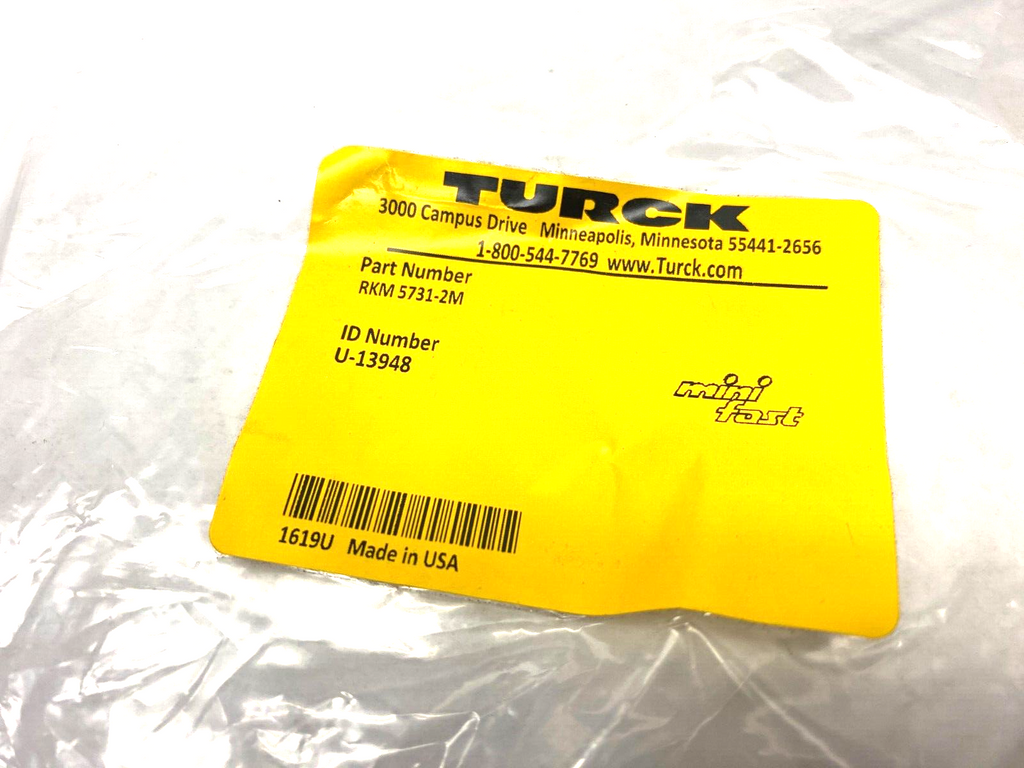 TURCK
3000 Campus Drive Minneapolis, Minnesota 55441-2656
1-800-544-7769 www.Turck.com
Part Number
RKM 5731-2M
ID Number
U-13948
mini
fast
1619U Made in USA